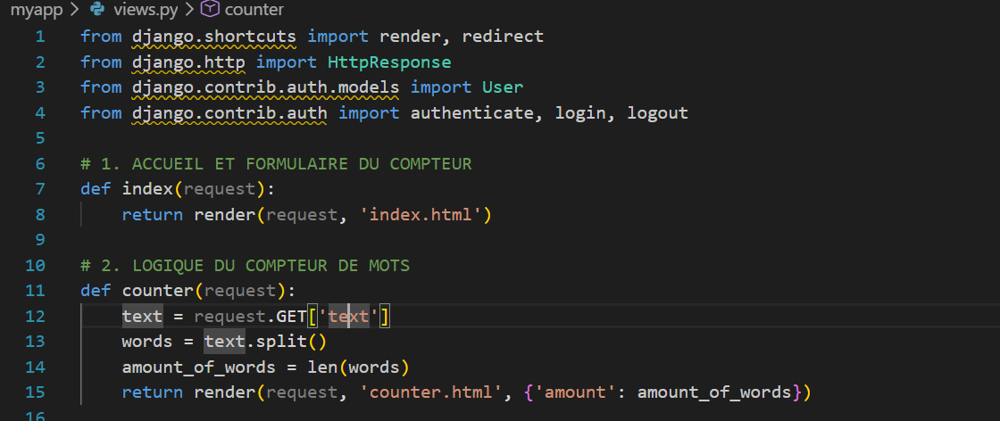 myapp > views.py > counter
1 from django.shortcuts import render, redirect
2 from django.http import HttpResponse
3 from django.contrib.auth.models import User
4 from django.contrib.auth import authenticate, login, logout
5
6 # 1. ACCUEIL ET FORMULAIRE DU COMPTEUR
7 def index(request):
8     return render(request, 'index.html')
9
10 # 2. LOGIQUE DU COMPTEUR DE MOTS
11 def counter(request):
12     text = request.GET['text']
13     words = text.split()
14     amount_of_words = len(words)
15     return render(request, 'counter.html', {'amount': amount_of_words})
16